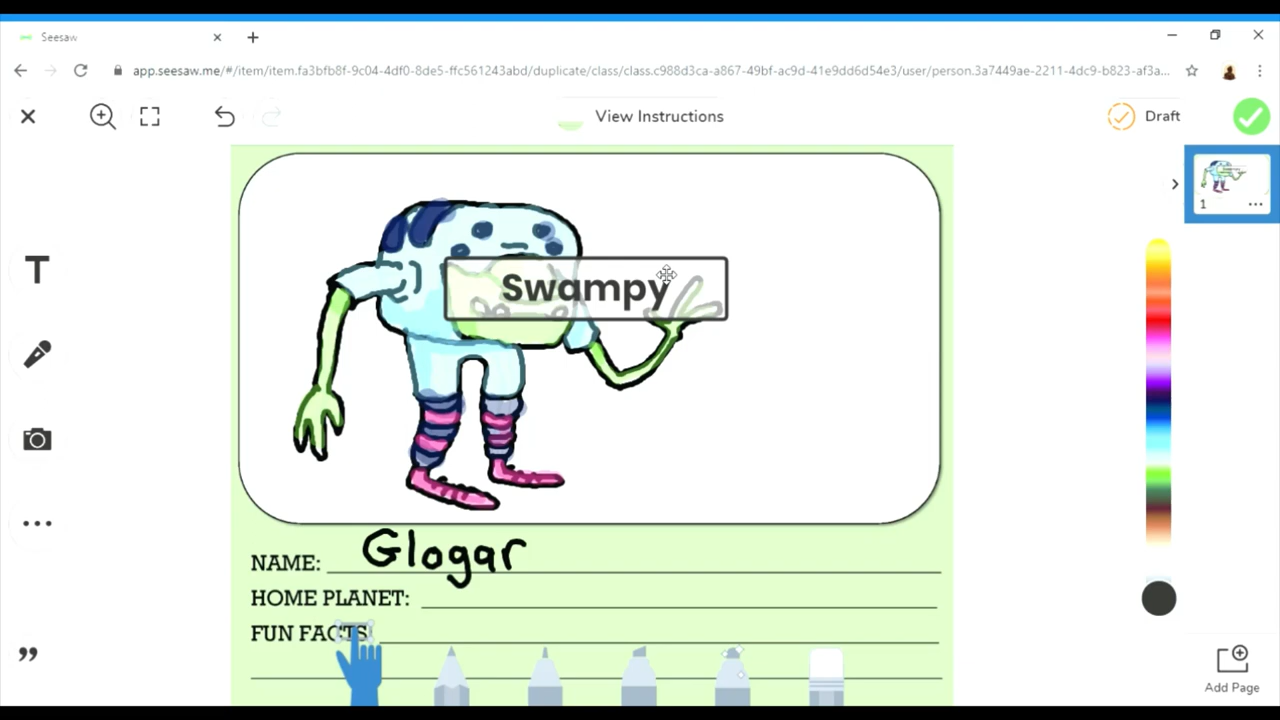 Seesaw
app.seesaw.me/#/item/item.fa3bfb8f-9c04-4df0-8de5-ffc561243abd/duplicate/class/class.c988d3ca-a867-49bf-ac9d-41e9dd6d54e3/user/person.3a7449ae-2211-4dc9-b823-af3a...
View Instructions
Draft
T
Swampy
1
NAME: Glogar
HOME PLANET:
FUN FACTS:
Add Page